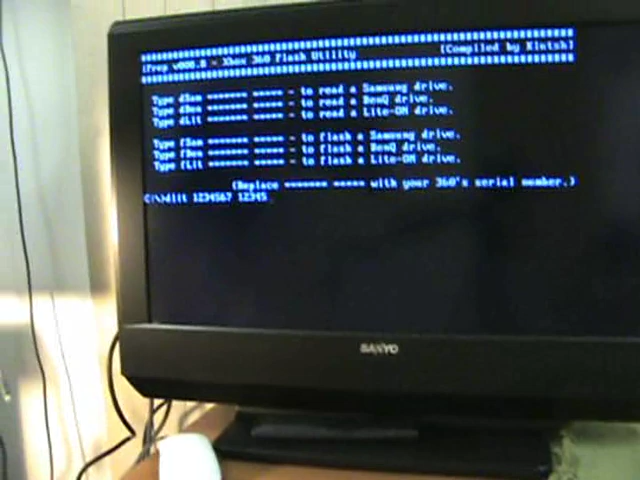 iPrep v000.8 - Xbox 360 Flash Utility [Compiled by Klutsh]
Type dSam ======= ===== - to read a Samsung drive.
Type dBen ======= ===== - to read a BenQ drive.
Type dLit ======= ===== - to read a Lite-ON drive.
Type fSam ======= ===== - to flash a Samsung drive.
Type fBen ======= ===== - to flash a BenQ drive.
Type fLit ======= ===== - to flash a Lite-ON drive.
(Replace ======= ===== with your 360's serial number.)
C:\>dlit 1234567 12345
SANYO